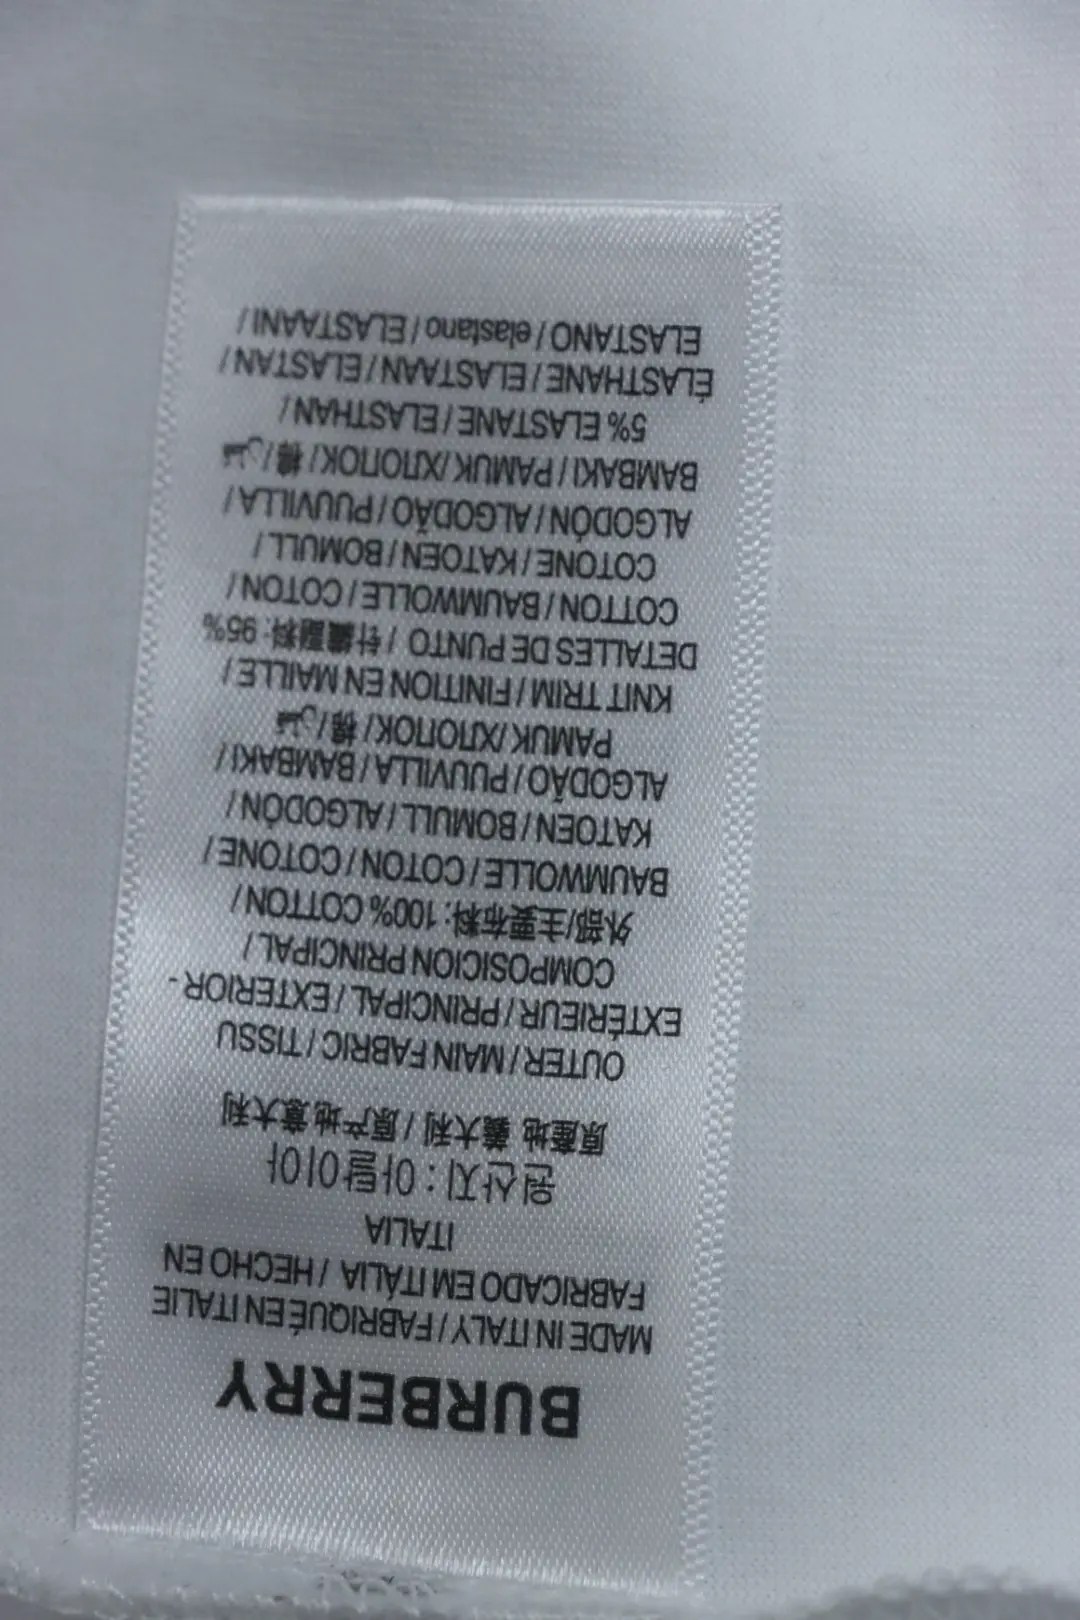 BURBERRY
MADE IN ITALY / FABRIQUÉ EN ITALIE
FABRICADO EM ITÁLIA / HECHO EN
ITALIA
원산지 : 이탈리아
原產地 義大利 / 原产地意大利
OUTER / MAIN FABRIC / TISSU
EXTÉRIEUR / PRINCIPAL / EXTERIOR -
COMPOSICION PRINCIPAL /
外部/主要布料: 100% COTTON /
BAUMWOLLE / COTON / COTONE /
KATOEN / BOMULL / ALGODÓN /
ALGODÃO / PUUVILLA / BAMBAKI /
PAMUK / ХЛОПОК / 棉 /
KNIT TRIM / FINITION EN MAILLE /
DETALLES DE PUNTO / 針織副料: 95%
COTTON / BAUMWOLLE / COTON /
COTONE / KATOEN / BOMULL /
ALGODÓN / ALGODÃO / PUUVILLA /
BAMBAKI / PAMUK / ХЛОПОК / 棉 /
5% ELASTANE / ELASTHAN /
ÉLASTHANE / ELASTAAN / ELASTAN /
ELASTANO / elastano / ELASTAANI /